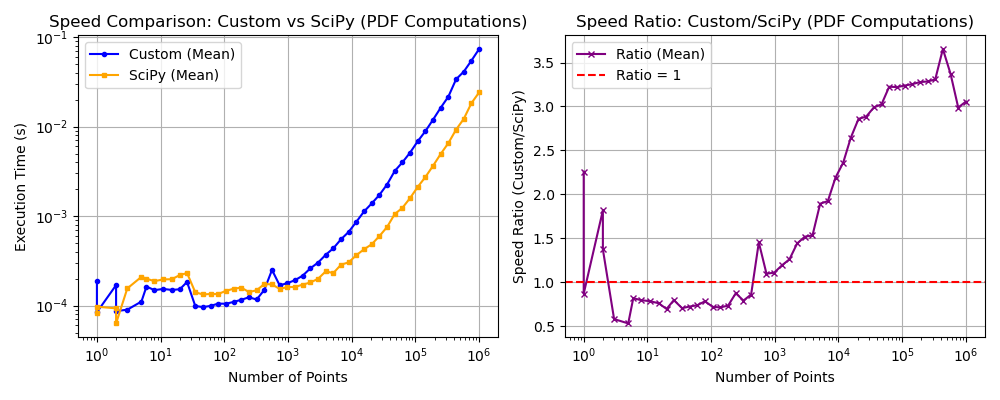 Speed Comparison: Custom vs SciPy (PDF Computations)
Custom (Mean)
SciPy (Mean)
Execution Time (s)
10⁻¹
10⁻²
10⁻³
10⁻⁴
10⁰ 10¹ 10² 10³ 10⁴ 10⁵ 10⁶
Number of Points
Speed Ratio: Custom/SciPy (PDF Computations)
Ratio (Mean)
Ratio = 1
Speed Ratio (Custom/SciPy)
3.5
3.0
2.5
2.0
1.5
1.0
0.5
10⁰ 10¹ 10² 10³ 10⁴ 10⁵ 10⁶
Number of Points